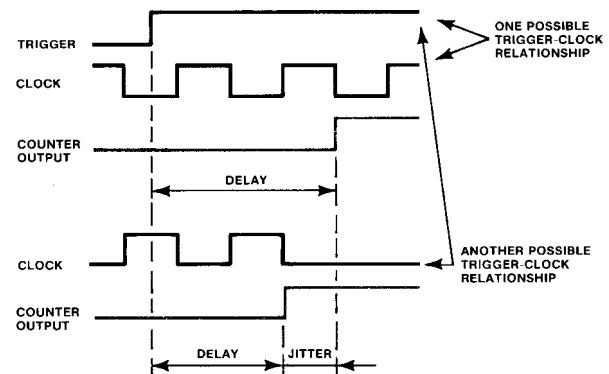 ONE POSSIBLE
TRIGGER-CLOCK
RELATIONSHIP
TRIGGER
CLOCK
COUNTER
OUTPUT
DELAY
CLOCK
ANOTHER POSSIBLE
TRIGGER-CLOCK
RELATIONSHIP
COUNTER
OUTPUT
DELAY
JITTER